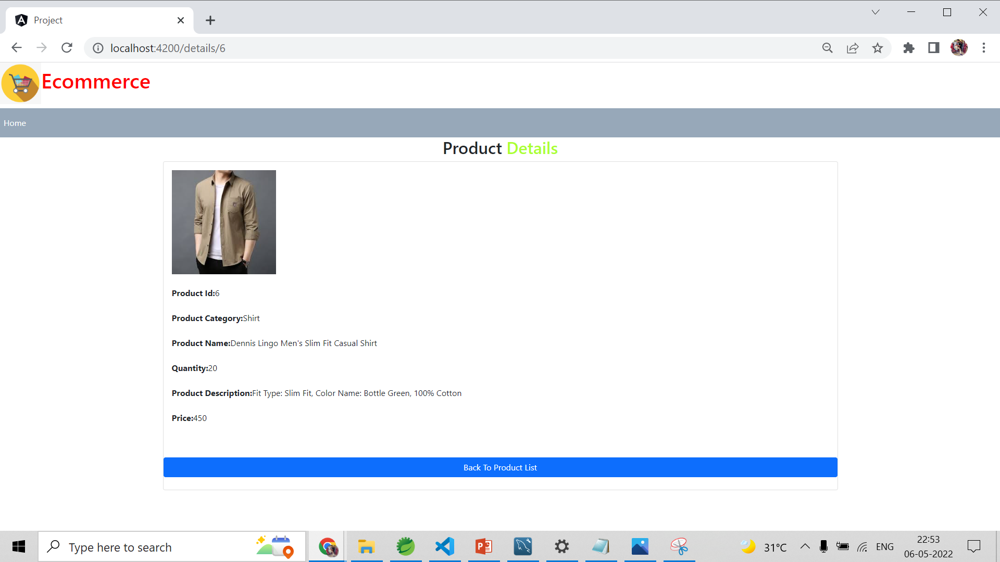 Project
localhost:4200/details/6
Ecommerce
Home
Product Details
Product Id:6
Product Category:Shirt
Product Name:Dennis Lingo Men's Slim Fit Casual Shirt
Quantity:20
Product Description:Fit Type: Slim Fit, Color Name: Bottle Green, 100% Cotton
Price:450
Back To Product List
Type here to search
31°C
ENG
22:53
06-05-2022